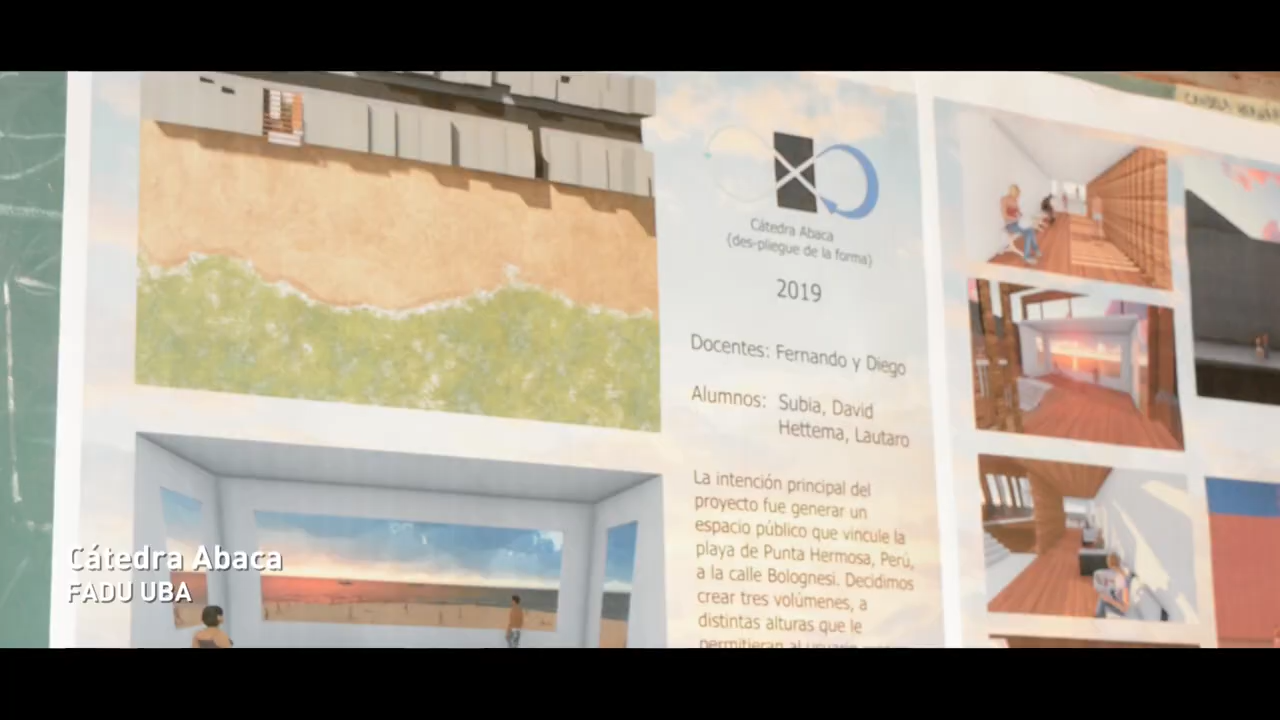 Cátedra Abaca
(des-pliegue de la forma)
2019
Docentes: Fernando y Diego
Alumnos: Subia, David
Hettema, Lautaro
La intención principal del
proyecto fue generar un
espacio público que vincule la
playa de Punta Hermosa, Perú,
a la calle Bolognesi. Decidimos
crear tres volúmenes, a
distintas alturas que le
permitieran al
Cátedra Abaca
FADU UBA